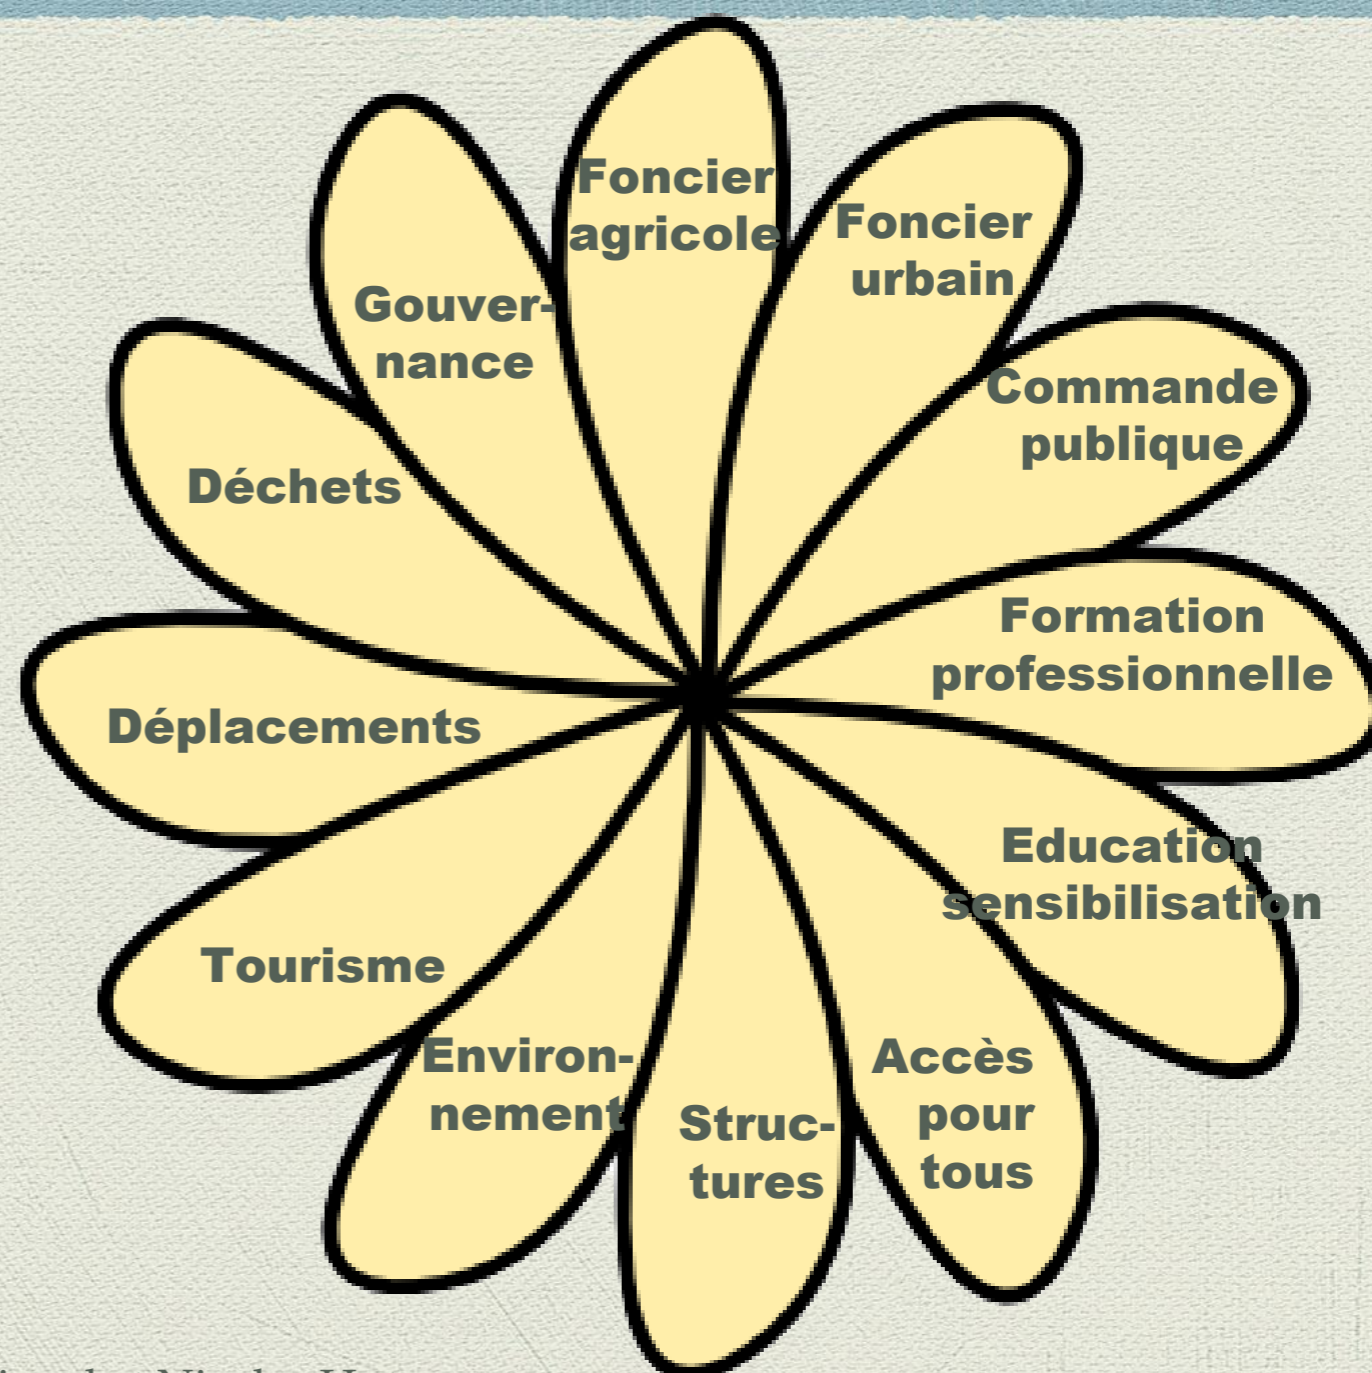 Foncier
agricole
Foncier
urbain
Commande
publique
Formation
professionnelle
Education
sensibilisation
Accès
pour
tous
Struc-
tures
Environ-
nement
Tourisme
Déplacements
Déchets
Gouver-
nance